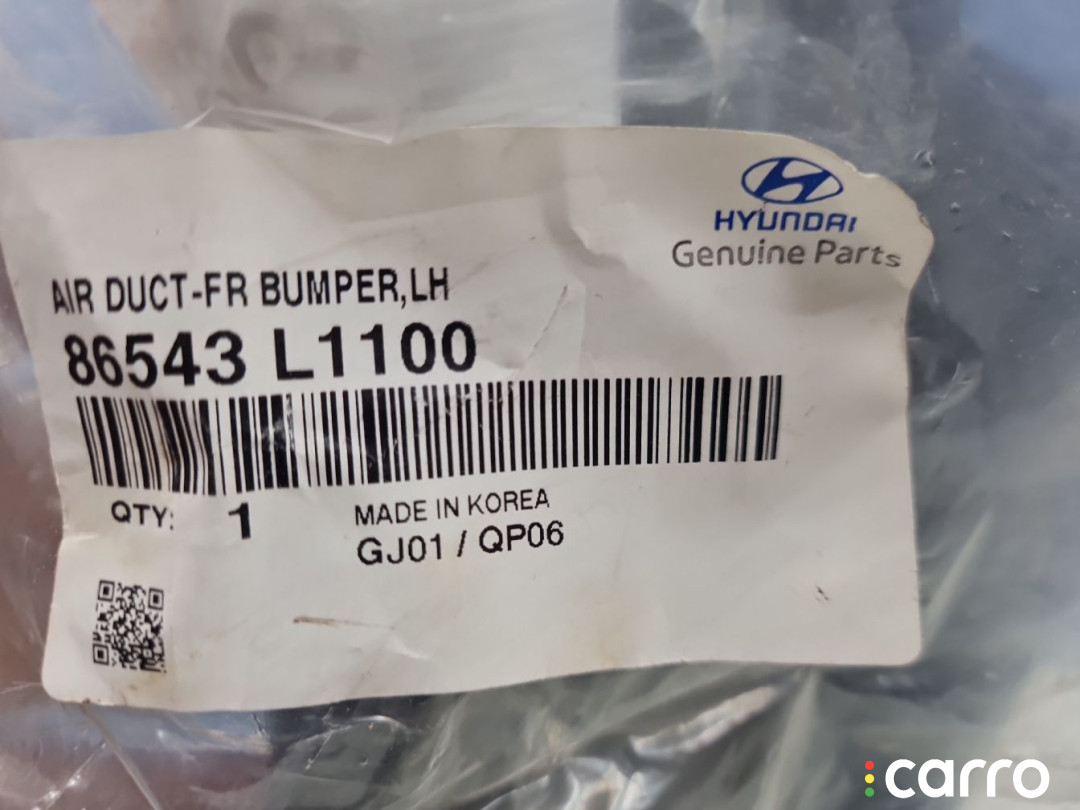 HYUNDAI
Genuine Parts
AIR DUCT-FR BUMPER,LH
86543 L1100
QTY: 1
MADE IN KOREA
GJ01 / QP06
carro